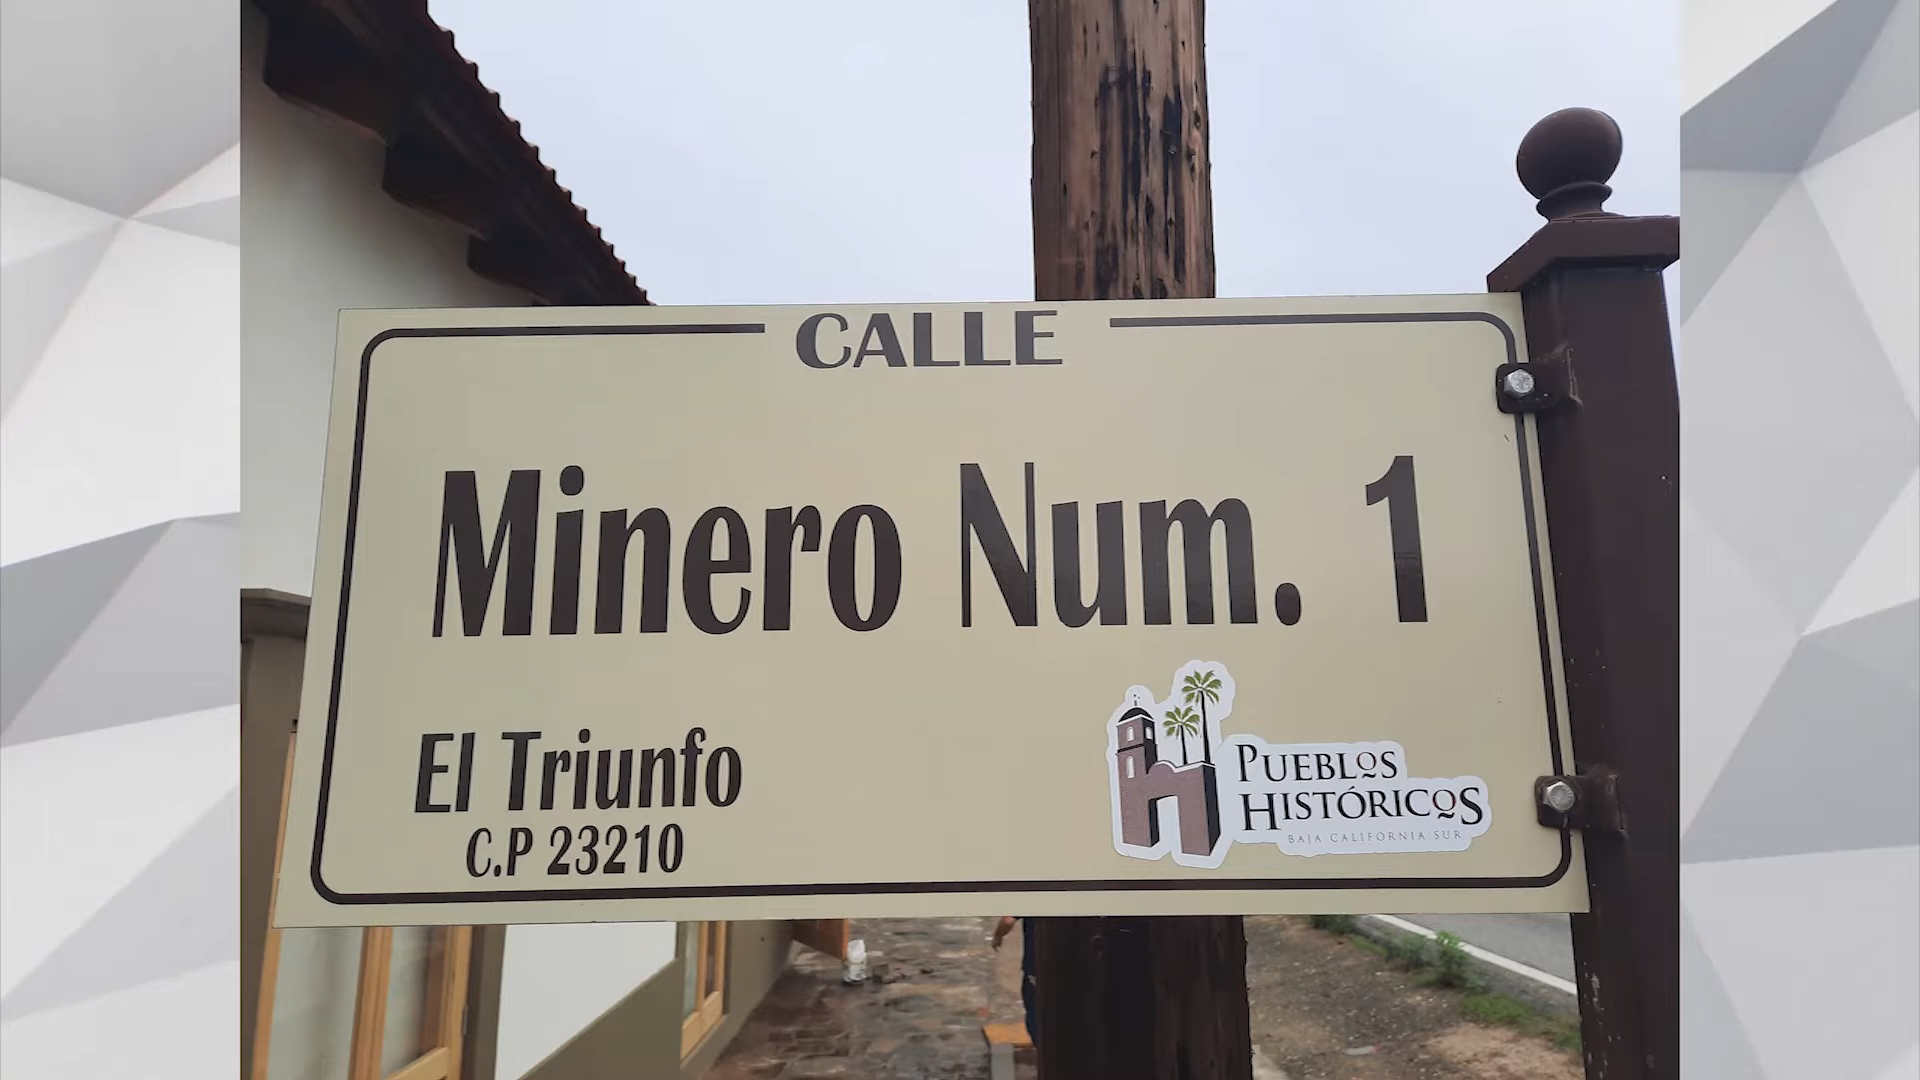 CALLE
Minero Num. 1
El Triunfo
C.P 23210
PUEBLOS
HISTÓRICOS
BAJA CALIFORNIA SUR